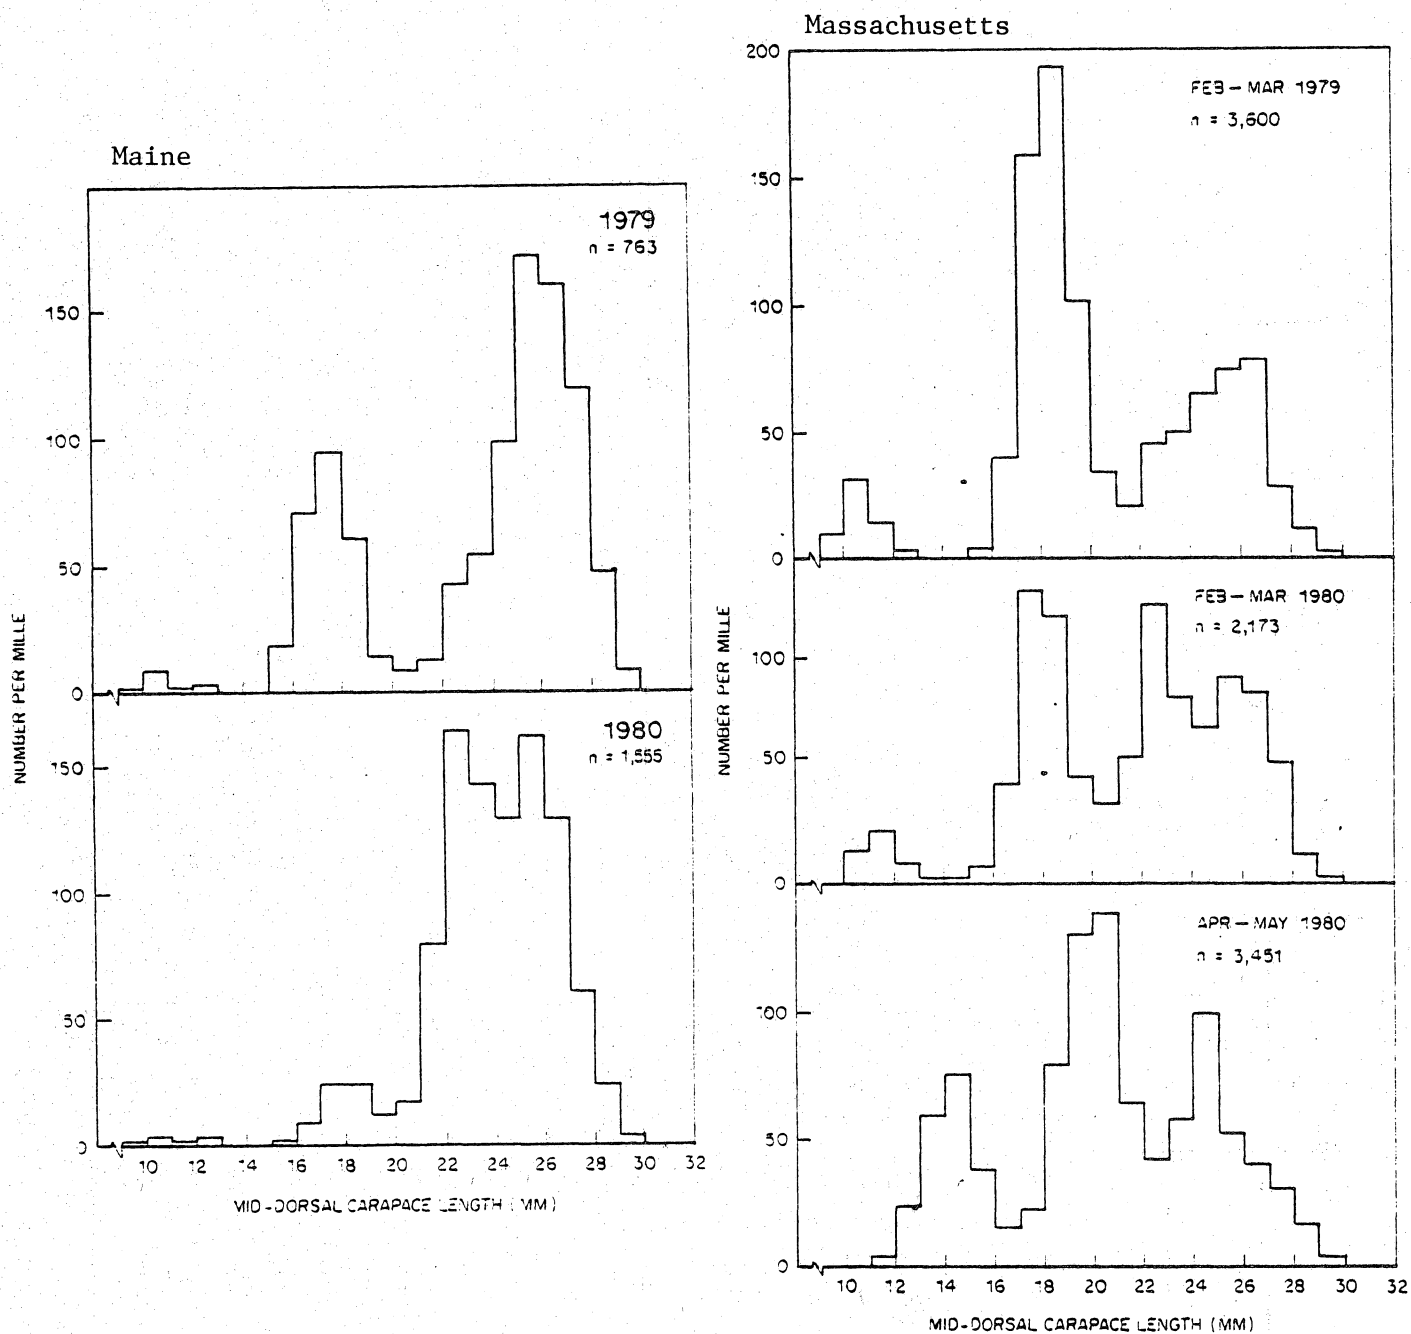 Massachusetts
Maine
1979
n = 763
150
100
50
0
1980
n = 1,555
150
100
50
0
10 12 14 16 18 20 22 24 26 28 30 32
MID-DORSAL CARAPACE LENGTH (MM)
NUMBER PER MILLE
200
FEB-MAR 1979
n = 3,600
150
100
50
0
FEB-MAR 1980
n = 2,173
100
50
0
APR-MAY 1980
n = 3,451
100
50
0
10 12 14 16 18 20 22 24 26 28 30 32
MID-DORSAL CARAPACE LENGTH (MM)
NUMBER PER MILLE